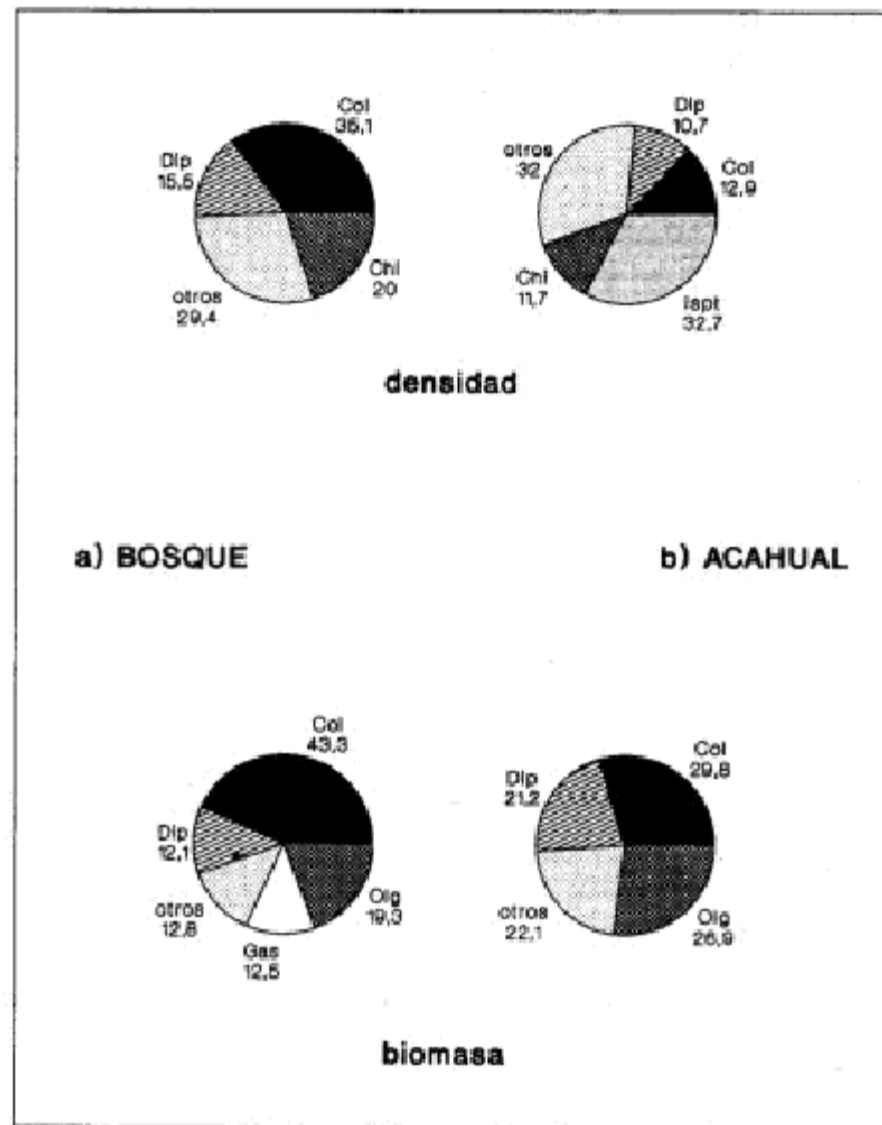 Col
35,1
Dip
15,5
otros
29,4
Chi
20
Dip
10,7
Col
12,9
otros
32
Chi
11,7
Ispt
32,7
densidad
a) BOSQUE
b) ACAHUAL
Col
43,3
Dip
12,1
otros
12,8
Gas
12,5
Olg
19,3
Col
29,8
Dip
21,2
otros
22,1
Olg
26,9
biomasa